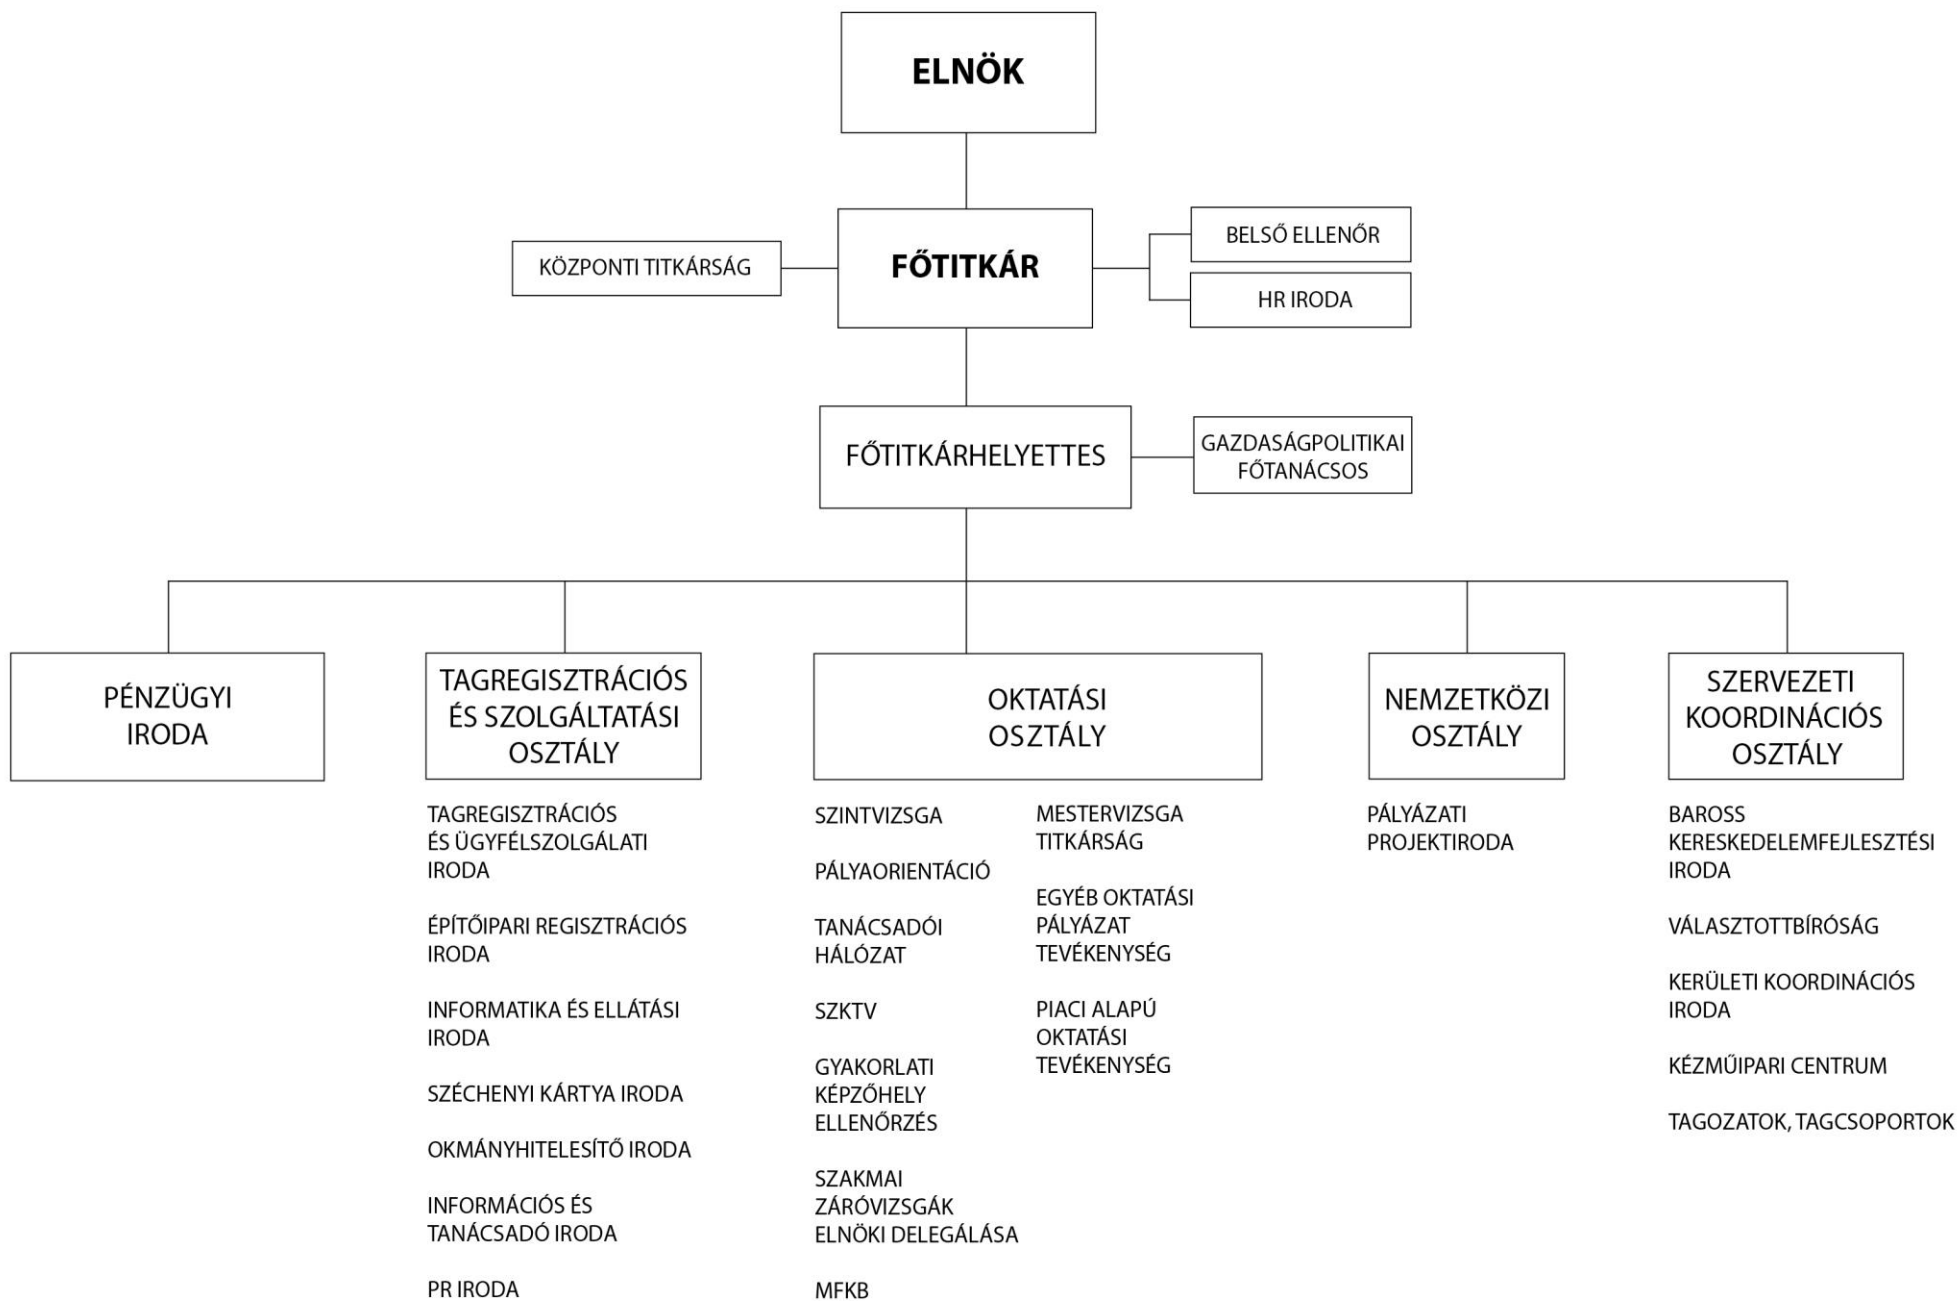 ELNÖK
KÖZPONTI TITKÁRSÁG
FŐTITKÁR
BELSŐ ELLENŐR
HR IRODA
FŐTITKÁRHELYETTES
GAZDASÁGPOLITIKAI
FŐTANÁCSOS
PÉNZÜGYI
IRODA
TAGREGISZTRÁCIÓS
ÉS SZOLGÁLTATÁSI
OSZTÁLY
OKTATÁSI
OSZTÁLY
NEMZETKÖZI
OSZTÁLY
SZERVEZETI
KOORDINÁCIÓS
OSZTÁLY
TAGREGISZTRÁCIÓS
ÉS ÜGYFÉLSZOLGÁLATI
IRODA
ÉPÍTŐIPARI REGISZTRÁCIÓS
IRODA
INFORMATIKA ÉS ELLÁTÁSI
IRODA
SZÉCHENYI KÁRTYA IRODA
OKMÁNYHITELESÍTŐ IRODA
INFORMÁCIÓS ÉS
TANÁCSADÓ IRODA
PR IRODA
SZINTVIZSGA
PÁLYAORIENTÁCIÓ
TANÁCSADÓI
HÁLÓZAT
SZKTV
GYAKORLATI
KÉPZŐHELY
ELLENŐRZÉS
SZAKMAI
ZÁRÓVIZSGÁK
ELNÖKI DELEGÁLÁSA
MFKB
MESTERVIZSGA
TITKÁRSÁG
EGYÉB OKTATÁSI
PÁLYÁZAT
TEVÉKENYSÉG
PIACI ALAPÚ
OKTATÁSI
TEVÉKENYSÉG
PÁLYÁZATI
PROJEKTIRODA
BAROSS
KERESKEDELEMFEJLESZTÉSI
IRODA
VÁLASZTOTTBÍRÓSÁG
KERÜLETI KOORDINÁCIÓS
IRODA
KÉZMŰIPARI CENTRUM
TAGOZATOK, TAGCSOPORTOK